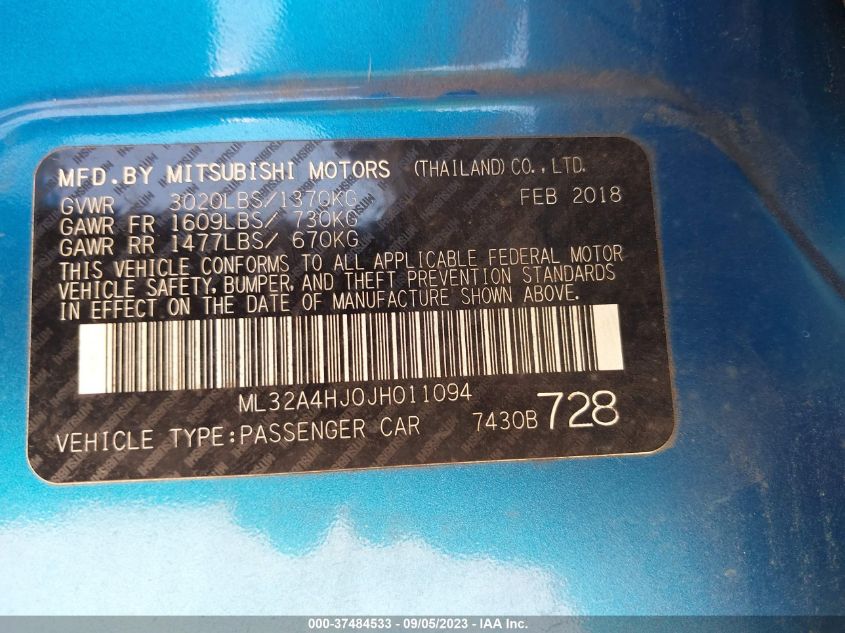 MFD.BY MITSUBISHI MOTORS (THAILAND) CO.,LTD.
GVWR 3020LBS/1370KG FEB 2018
GAWR FR 1609LBS/ 730KG
GAWR RR 1477LBS/ 670KG
THIS VEHICLE CONFORMS TO ALL APPLICABLE FEDERAL MOTOR
VEHICLE SAFETY, BUMPER, AND THEFT PREVENTION STANDARDS
IN EFFECT ON THE DATE OF MANUFACTURE SHOWN ABOVE.
ML32A4HJ0JH011094
VEHICLE TYPE:PASSENGER CAR 7430B 728
000-37484533 - 09/05/2023 - IAA Inc.